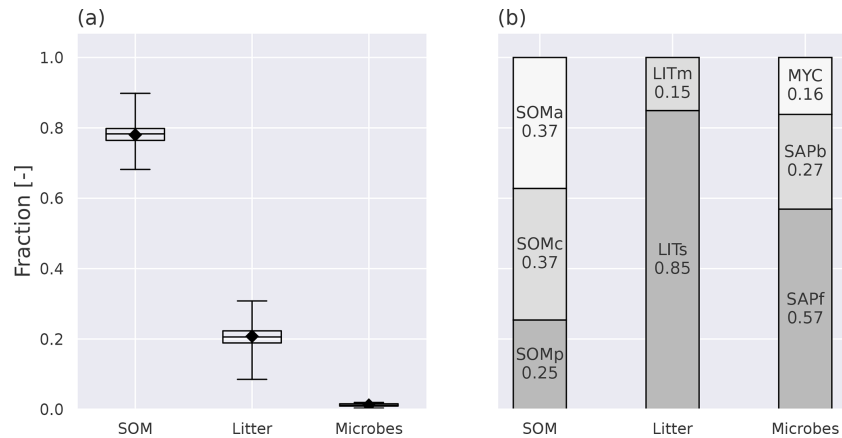 (a)
Fraction [-]
1.0
0.8
0.6
0.4
0.2
0.0
SOM
Litter
Microbes
(b)
SOMa
0.37
SOMc
0.37
SOMp
0.25
LITm
0.15
LITs
0.85
MYC
0.16
SAPb
0.27
SAPf
0.57
SOM
Litter
Microbes